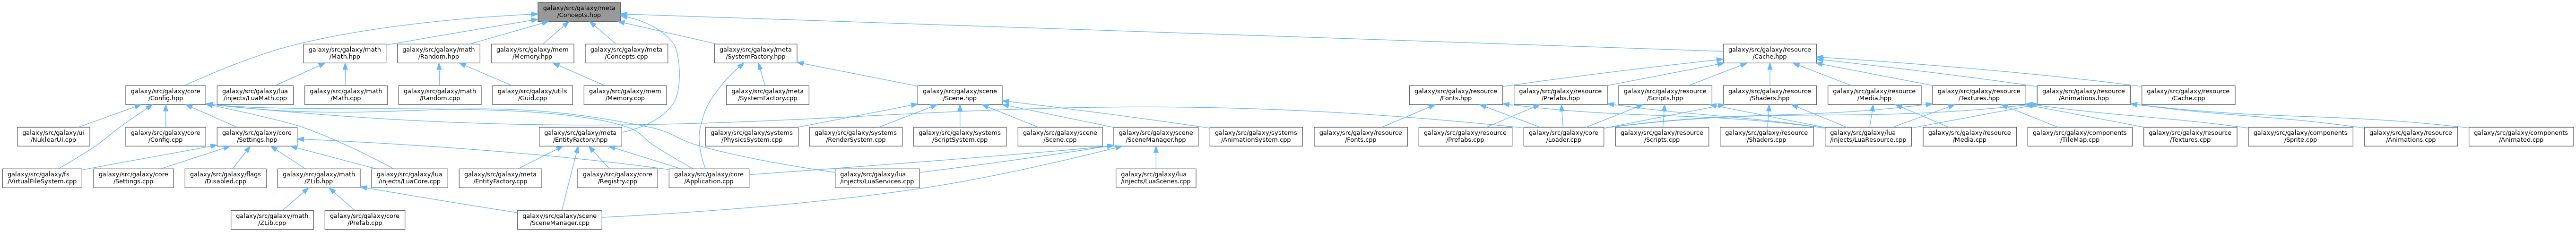 galaxy/src/galaxy/meta
/Concepts.hpp
galaxy/src/galaxy/math
/Math.hpp
galaxy/src/galaxy/math
/Random.hpp
galaxy/src/galaxy/mem
/Memory.hpp
galaxy/src/galaxy/meta
/Concepts.cpp
galaxy/src/galaxy/meta
/SystemFactory.hpp
galaxy/src/galaxy/resource
/Cache.hpp
galaxy/src/galaxy/core
/Config.hpp
galaxy/src/galaxy/lua
/injects/LuaMath.cpp
galaxy/src/galaxy/math
/Math.cpp
galaxy/src/galaxy/math
/Random.cpp
galaxy/src/galaxy/utils
/Guid.cpp
galaxy/src/galaxy/mem
/Memory.cpp
galaxy/src/galaxy/meta
/SystemFactory.cpp
galaxy/src/galaxy/scene
/Scene.hpp
galaxy/src/galaxy/resource
/Fonts.hpp
galaxy/src/galaxy/resource
/Prefabs.hpp
galaxy/src/galaxy/resource
/Scripts.hpp
galaxy/src/galaxy/resource
/Shaders.hpp
galaxy/src/galaxy/resource
/Media.hpp
galaxy/src/galaxy/resource
/Textures.hpp
galaxy/src/galaxy/resource
/Animations.hpp
galaxy/src/galaxy/resource
/Cache.cpp
galaxy/src/galaxy/ui
/NuklearUI.cpp
galaxy/src/galaxy/core
/Config.cpp
galaxy/src/galaxy/core
/Settings.hpp
galaxy/src/galaxy/meta
/EntityFactory.hpp
galaxy/src/galaxy/systems
/PhysicsSystem.cpp
galaxy/src/galaxy/systems
/RenderSystem.cpp
galaxy/src/galaxy/systems
/ScriptSystem.cpp
galaxy/src/galaxy/scene
/Scene.cpp
galaxy/src/galaxy/scene
/SceneManager.hpp
galaxy/src/galaxy/systems
/AnimationSystem.cpp
galaxy/src/galaxy/resource
/Fonts.cpp
galaxy/src/galaxy/resource
/Prefabs.cpp
galaxy/src/galaxy/core
/Loader.cpp
galaxy/src/galaxy/resource
/Scripts.cpp
galaxy/src/galaxy/resource
/Shaders.cpp
galaxy/src/galaxy/lua
/injects/LuaResource.cpp
galaxy/src/galaxy/resource
/Media.cpp
galaxy/src/galaxy/components
/TileMap.cpp
galaxy/src/galaxy/resource
/Textures.cpp
galaxy/src/galaxy/components
/Sprite.cpp
galaxy/src/galaxy/resource
/Animations.cpp
galaxy/src/galaxy/components
/Animated.cpp
galaxy/src/galaxy/fs
/VirtualFileSystem.cpp
galaxy/src/galaxy/core
/Settings.cpp
galaxy/src/galaxy/flags
/Disabled.cpp
galaxy/src/galaxy/math
/ZLib.hpp
galaxy/src/galaxy/lua
/injects/LuaCore.cpp
galaxy/src/galaxy/meta
/EntityFactory.cpp
galaxy/src/galaxy/core
/Registry.cpp
galaxy/src/galaxy/core
/Application.cpp
galaxy/src/galaxy/lua
/injects/LuaServices.cpp
galaxy/src/galaxy/lua
/injects/LuaScenes.cpp
galaxy/src/galaxy/math
/ZLib.cpp
galaxy/src/galaxy/core
/Prefab.cpp
galaxy/src/galaxy/scene
/SceneManager.cpp